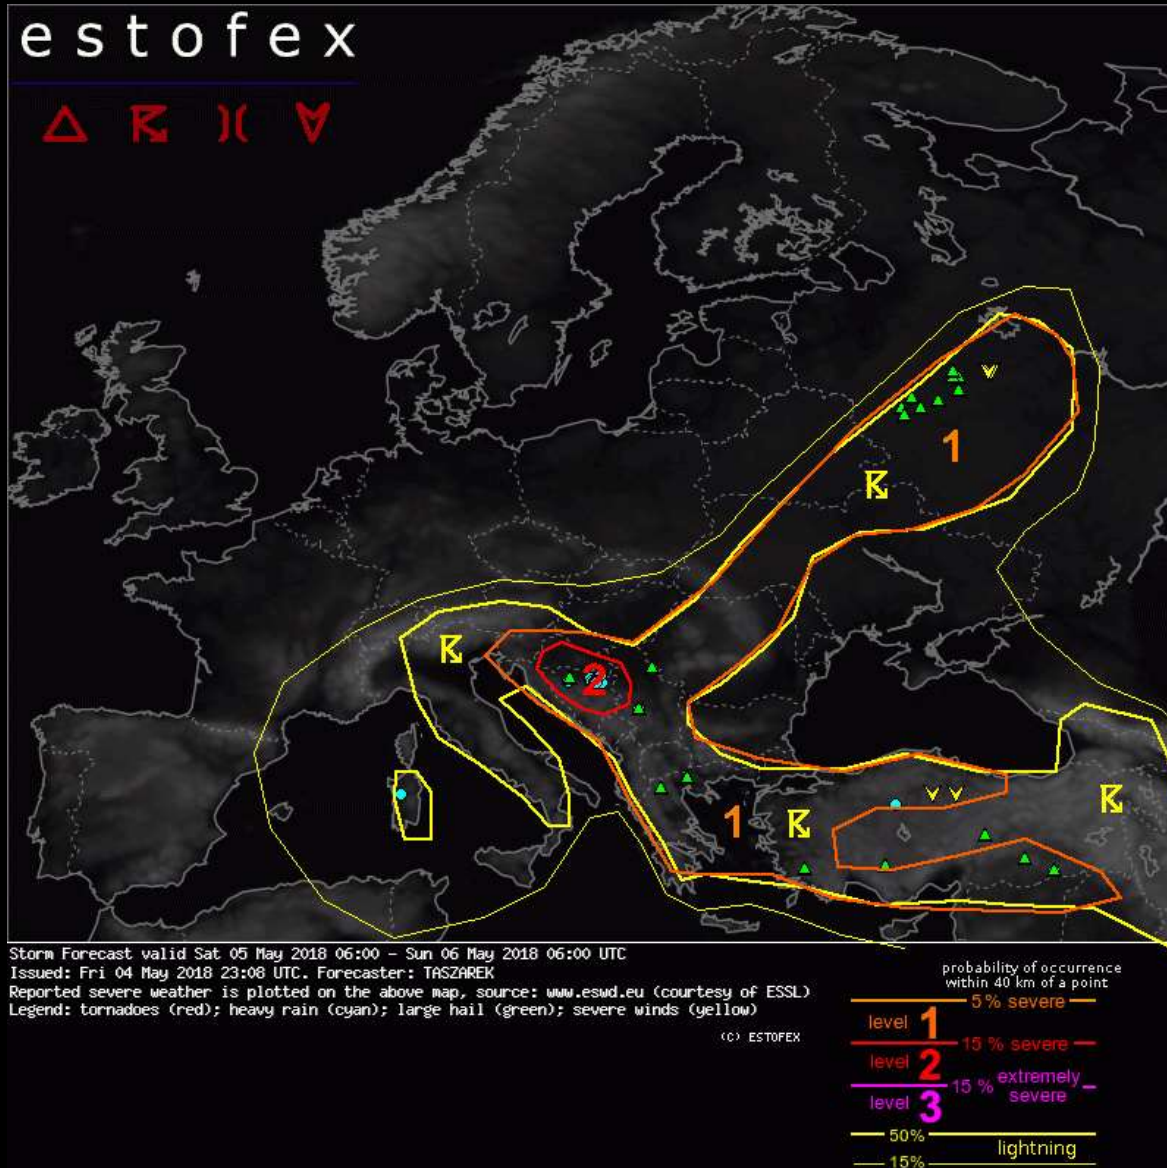 estofex
1
2
1
Storm Forecast valid Sat 05 May 2018 06:00 - Sun 06 May 2018 06:00 UTC
Issued: Fri 04 May 2018 23:08 UTC. Forecaster: TASZAREK
Reported severe weather is plotted on the above map, source: www.eswd.eu (courtesy of ESSL)
Legend: tornadoes (red); heavy rain (cyan); large hail (green); severe winds (yellow)
(C) ESTOFEX
probability of occurrence
within 40 km of a point
5% severe
level 1
15 % severe
level 2
15 % extremely severe
level 3
50%
lightning
15%